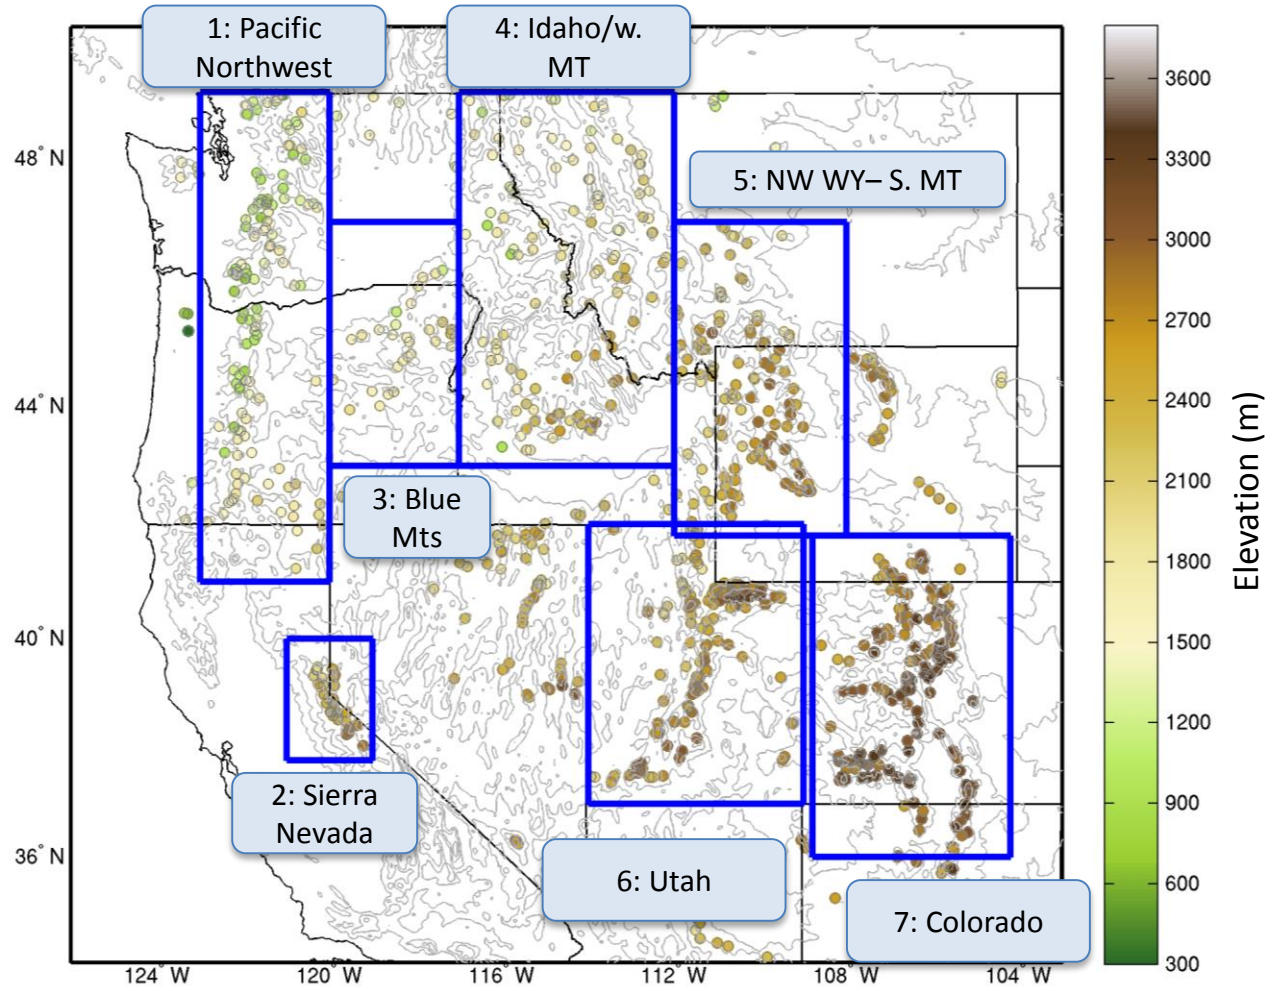 1: Pacific
Northwest
4: Idaho/w.
MT
5: NW WY– S. MT
3: Blue
Mts
2: Sierra
Nevada
6: Utah
7: Colorado
48° N
44° N
40° N
36° N
124° W
120° W
116° W
112° W
108° W
104° W
3600
3300
3000
2700
2400
2100
1800
1500
1200
900
600
300
Elevation (m)